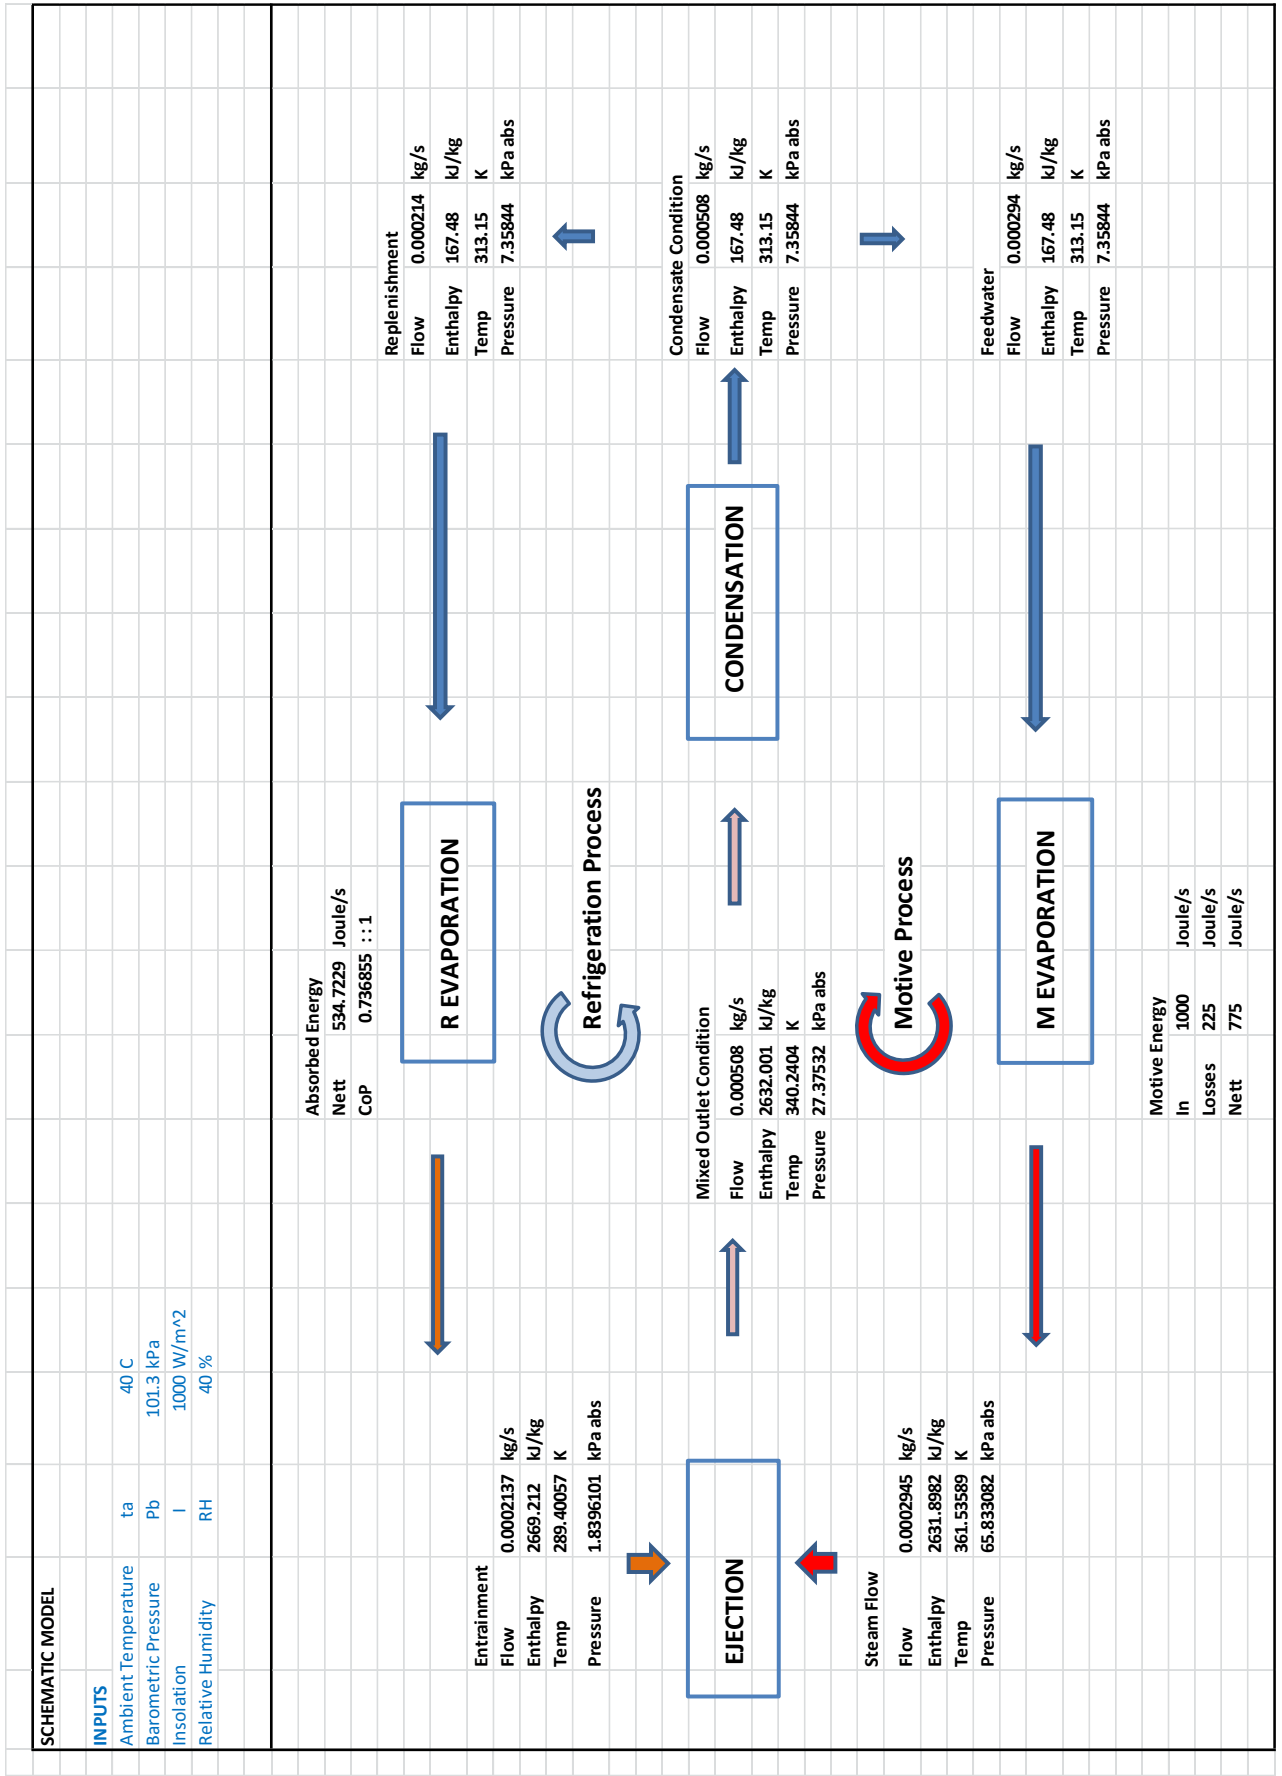 SCHEMATIC MODEL
INPUTS
Ambient Temperature ta 40 C
Barometric Pressure Pb 101.3 kPa
Insolation I 1000 W/m^2
Relative Humidity RH 40 %
Absorbed Energy
Nett 534.7229 Joule/s
CoP 0.736855 : : 1
R EVAPORATION
Replenishment
Flow 0.000214 kg/s
Enthalpy 167.48 kJ/kg
Temp 313.15 K
Pressure 7.35844 kPa abs
Entrainment
Flow 0.0002137 kg/s
Enthalpy 2669.212 kJ/kg
Temp 289.40057 K
Pressure 1.8396101 kPa abs
Refrigeration Process
EJECTION
Mixed Outlet Condition
Flow 0.000508 kg/s
Enthalpy 2632.001 kJ/kg
Temp 340.2404 K
Pressure 27.37532 kPa abs
CONDENSATION
Condensate Condition
Flow 0.000508 kg/s
Enthalpy 167.48 kJ/kg
Temp 313.15 K
Pressure 7.35844 kPa abs
Steam Flow
Flow 0.0002945 kg/s
Enthalpy 2631.8982 kJ/kg
Temp 361.53589 K
Pressure 65.833082 kPa abs
Motive Process
M EVAPORATION
Feedwater
Flow 0.000294 kg/s
Enthalpy 167.48 kJ/kg
Temp 313.15 K
Pressure 7.35844 kPa abs
Motive Energy
In 1000 Joule/s
Losses 225 Joule/s
Nett 775 Joule/s